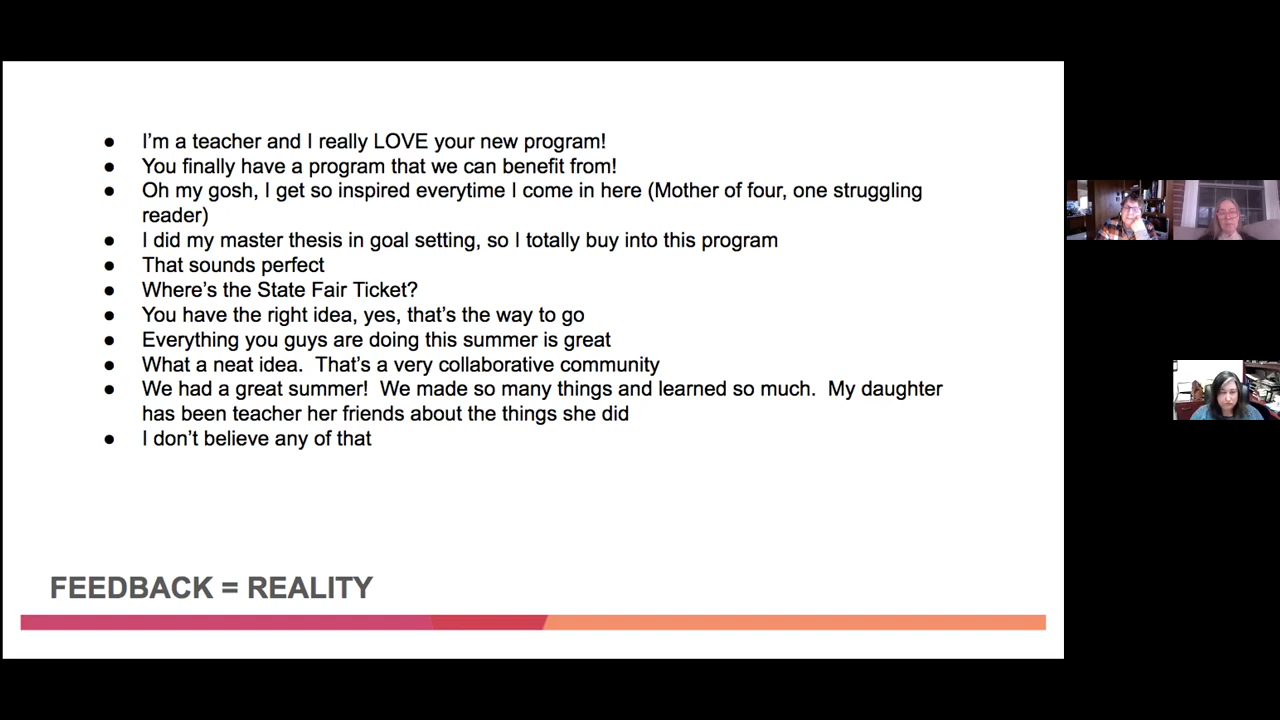 ● I’m a teacher and I really LOVE your new program!
● You finally have a program that we can benefit from!
● Oh my gosh, I get so inspired everytime I come in here (Mother of four, one struggling
reader)
● I did my master thesis in goal setting, so I totally buy into this program
● That sounds perfect
● Where’s the State Fair Ticket?
● You have the right idea, yes, that’s the way to go
● Everything you guys are doing this summer is great
● What a neat idea.  That’s a very collaborative community
● We had a great summer!  We made so many things and learned so much.  My daughter
has been teacher her friends about the things she did
● I don’t believe any of that
FEEDBACK = REALITY